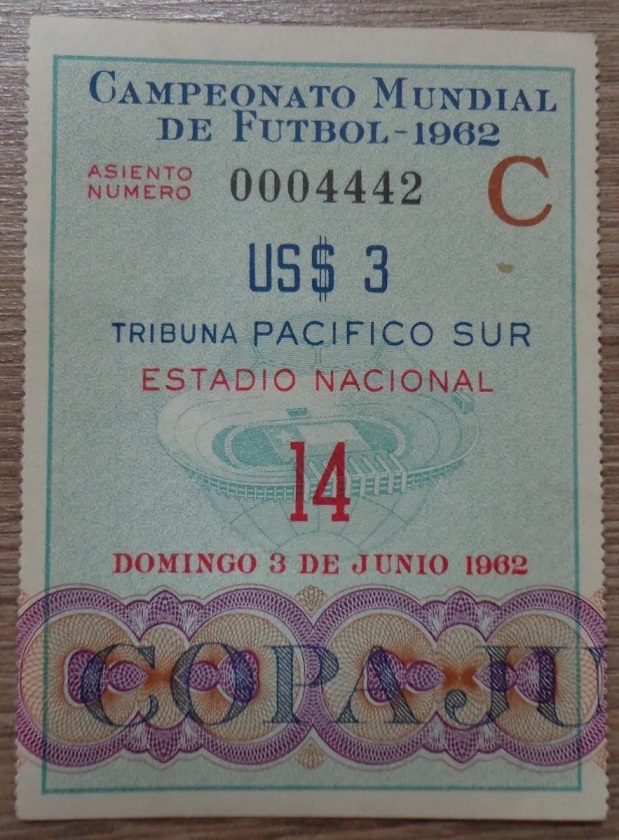 CAMPEONATO MUNDIAL
DE FUTBOL-1962
ASIENTO
NUMERO 0004442 C
US$ 3
TRIBUNA PACIFICO SUR
ESTADIO NACIONAL
14
DOMINGO 3 DE JUNIO 1962
COPA JU